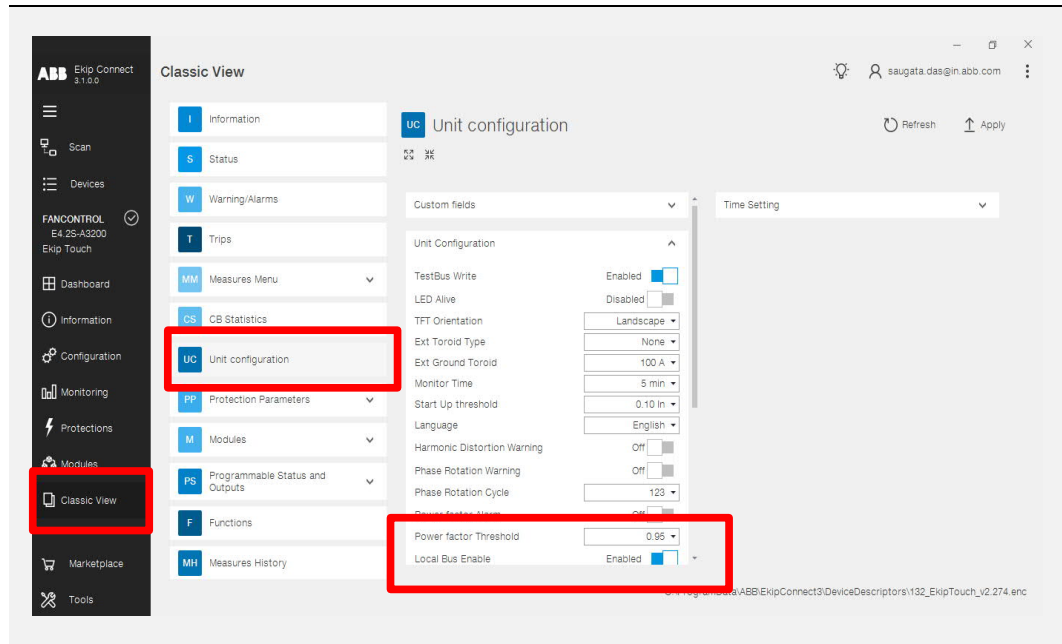 ABB Ekip Connect
3.1.0.0
Classic View
saugata.das@in.abb.com
Scan
Devices
FANCONTROL
E4.2S-A3200
Ekip Touch
Dashboard
Information
Configuration
Monitoring
Protections
Modules
Classic View
Marketplace
Tools
I Information
S Status
W Warning/Alarms
T Trips
MM Measures Menu
CS CB Statistics
UC Unit configuration
PP Protection Parameters
M Modules
PS Programmable Status and
Outputs
F Functions
MH Measures History
UC Unit configuration
Refresh Apply
Custom fields
Unit Configuration
TestBus Write Enabled
LED Alive Disabled
TFT Orientation Landscape
Ext Toroid Type None
Ext Ground Toroid 100 A
Monitor Time 5 min
Start Up threshold 0.10 In
Language English
Harmonic Distortion Warning Off
Phase Rotation Warning Off
Phase Rotation Cycle 123
Power factor Alarm Off
Power factor Threshold 0.95
Local Bus Enable Enabled
Time Setting
\ABB\EkipConnect3\DeviceDescriptors\132_EkipTouch_v2.274.enc